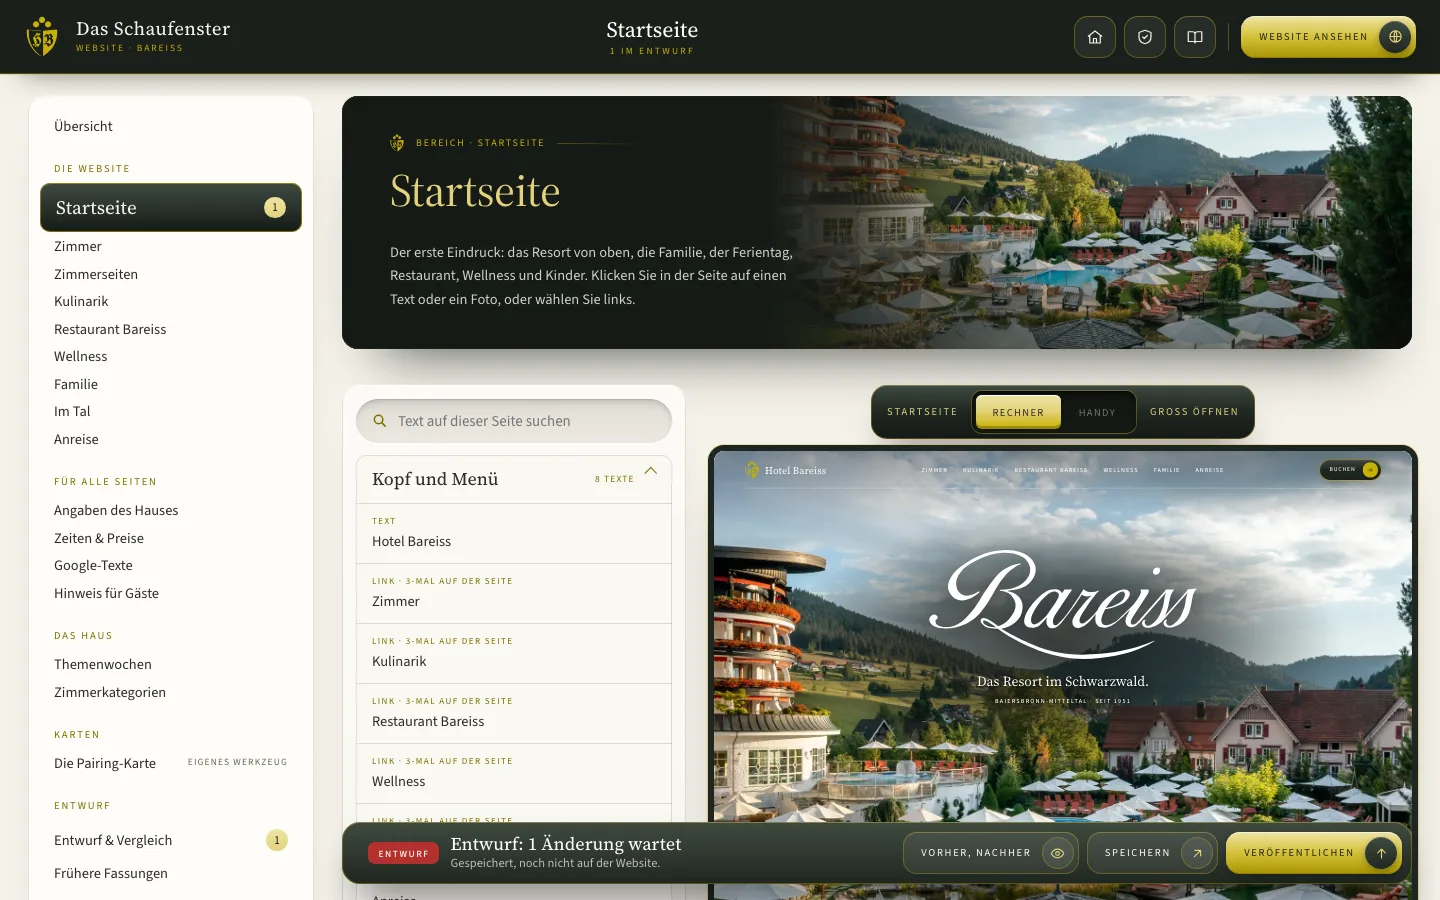 Das Schaufenster
WEBSITE · BAREISS
Startseite
1 IM ENTWURF
WEBSITE ANSEHEN
Übersicht
DIE WEBSITE
Startseite 1
Zimmer
Zimmerseiten
Kulinarik
Restaurant Bareiss
Wellness
Familie
Im Tal
Anreise
FÜR ALLE SEITEN
Angaben des Hauses
Zeiten & Preise
Google-Texte
Hinweis für Gäste
DAS HAUS
Themenwochen
Zimmerkategorien
KARTEN
Die Pairing-Karte EIGENES WERKZEUG
ENTWURF
Entwurf & Vergleich 1
Frühere Fassungen
BEREICH · STARTSEITE
Startseite
Der erste Eindruck: das Resort von oben, die Familie, der Ferientag,
Restaurant, Wellness und Kinder. Klicken Sie in der Seite auf einen
Text oder ein Foto, oder wählen Sie links.
Text auf dieser Seite suchen
Kopf und Menü 8 TEXTE
TEXT
Hotel Bareiss
LINK · 3-MAL AUF DER SEITE
Zimmer
LINK · 3-MAL AUF DER SEITE
Kulinarik
LINK · 3-MAL AUF DER SEITE
Restaurant Bareiss
LINK · 3-MAL AUF DER SEITE
Wellness
LINK · 3-MAL AUF DER SEITE
Anreise
STARTSEITE RECHNER HANDY GROSS ÖFFNEN
Hotel Bareiss ZIMMER KULINARIK RESTAURANT BAREISS WELLNESS FAMILIE ANREISE BUCHEN
Bareiss
Das Resort im Schwarzwald.
BAIERSBRONN-MITTELTAL · SEIT 1951
ENTWURF
Entwurf: 1 Änderung wartet
Gespeichert, noch nicht auf der Website.
VORHER, NACHHER
SPEICHERN
VERÖFFENTLICHEN